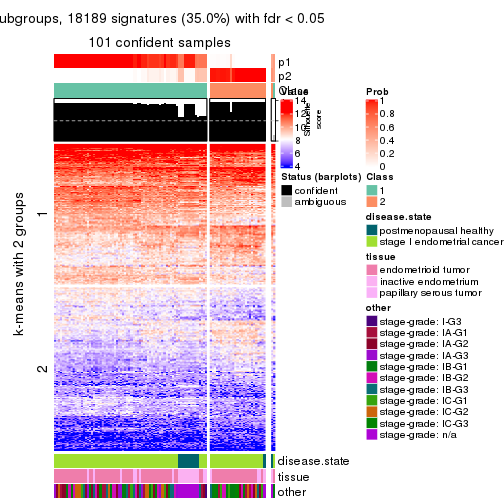 ubgroups, 18189 signatures (35.0%) with fdr < 0.05
101 confident samples
p1
p2
Class
Silhouette
score
k-means with 2 groups
1
2
disease.state
tissue
other
Value
14
12
8
6
4
Status (barplots)
confident
ambiguous
Prob
1
0.8
0.6
0.4
0.2
0
Class
1
2
disease.state
postmenopausal healthy
stage I endometrial cancer
tissue
endometrioid tumor
inactive endometrium
papillary serous tumor
other
stage-grade: I-G3
stage-grade: IA-G1
stage-grade: IA-G2
stage-grade: IA-G3
stage-grade: IB-G1
stage-grade: IB-G2
stage-grade: IB-G3
stage-grade: IC-G1
stage-grade: IC-G2
stage-grade: IC-G3
stage-grade: n/a